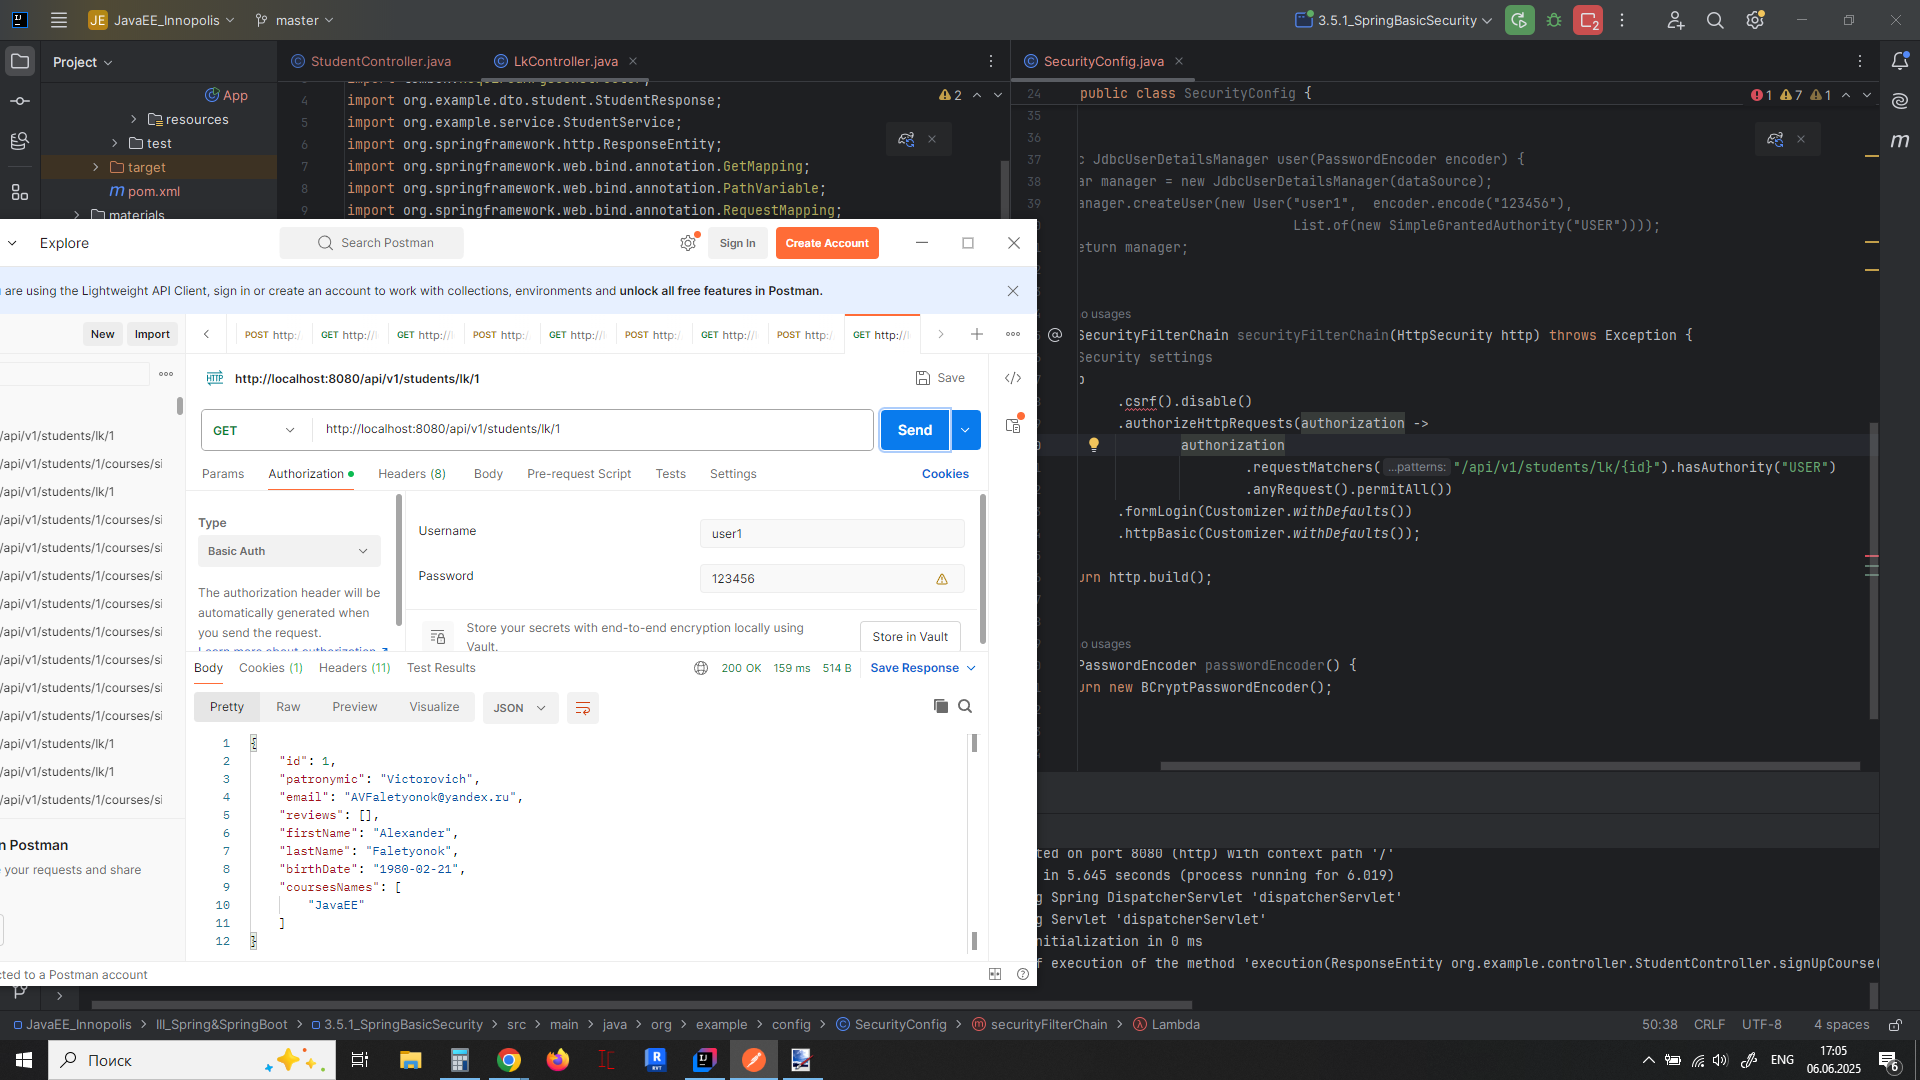 JE JavaEE_Innopolis master 3.5.1_SpringBasicSecurity 2
Project
App
resources
test
target
pom.xml
materials
StudentController.java LkController.java
2
4 import org.example.dto.student.StudentResponse;
5 import org.example.service.StudentService;
6 import org.springframework.http.ResponseEntity;
7 import org.springframework.web.bind.annotation.GetMapping;
8 import org.springframework.web.bind.annotation.PathVariable;
9 import org.springframework.web.bind.annotation.RequestMapping;
SecurityConfig.java
24 public class SecurityConfig { 1 7 1
35
36
37 c JdbcUserDetailsManager user(PasswordEncoder encoder) {
38 ar manager = new JdbcUserDetailsManager(dataSource);
39 anager.createUser(new User("user1", encoder.encode("123456"),
List.of(new SimpleGrantedAuthority("USER"))));
eturn manager;
o usages
SecurityFilterChain securityFilterChain(HttpSecurity http) throws Exception {
Security settings
p
.csrf().disable()
.authorizeHttpRequests(authorization ->
authorization
.requestMatchers( ...patterns: "/api/v1/students/lk/{id}").hasAuthority("USER")
.anyRequest().permitAll())
.formLogin(Customizer.withDefaults())
.httpBasic(Customizer.withDefaults());
urn http.build();
o usages
PasswordEncoder passwordEncoder() {
urn new BCryptPasswordEncoder();
Explore
Search Postman
Sign In Create Account
are using the Lightweight API Client, sign in or create an account to work with collections, environments and unlock all free features in Postman.
New Import
POST http: GET http:// GET http:// POST http: GET http:// POST http: GET http:// POST http: GET http://
HTTP http://localhost:8080/api/v1/students/lk/1 Save
GET http://localhost:8080/api/v1/students/lk/1 Send
Params Authorization Headers (8) Body Pre-request Script Tests Settings Cookies
/api/v1/students/lk/1
/api/v1/students/1/courses/si
/api/v1/students/lk/1
/api/v1/students/1/courses/si
/api/v1/students/1/courses/si
/api/v1/students/1/courses/si
/api/v1/students/1/courses/si
/api/v1/students/1/courses/si
/api/v1/students/1/courses/si
/api/v1/students/1/courses/si
/api/v1/students/1/courses/si
/api/v1/students/lk/1
/api/v1/students/lk/1
/api/v1/students/1/courses/si
n Postman
your requests and share
cted to a Postman account
Type
Basic Auth
The authorization header will be
automatically generated when
you send the request.
Learn more about authorization
Username user1
Password 123456
Store your secrets with end-to-end encryption locally using
Vault.
Store in Vault
Body Cookies (1) Headers (11) Test Results 200 OK 159 ms 514 B Save Response
Pretty Raw Preview Visualize JSON
1 {
2 "id": 1,
3 "patronymic": "Victorovich",
4 "email": "AVFaletyonok@yandex.ru",
5 "reviews": [],
6 "firstName": "Alexander",
7 "lastName": "Faletyonok",
8 "birthDate": "1980-02-21",
9 "coursesNames": [
10 "JavaEE"
11 ]
12 }
ted on port 8080 (http) with context path '/'
in 5.645 seconds (process running for 6.019)
g Spring DispatcherServlet 'dispatcherServlet'
g Servlet 'dispatcherServlet'
nitialization in 0 ms
f execution of the method 'execution(ResponseEntity org.example.controller.StudentController.signUpCourse(
JavaEE_Innopolis III_Spring&SpringBoot 3.5.1_SpringBasicSecurity src main java org example config SecurityConfig securityFilterChain Lambda 50:38 CRLF UTF-8 4 spaces
Поиск
ENG
17:05
06.06.2025
6